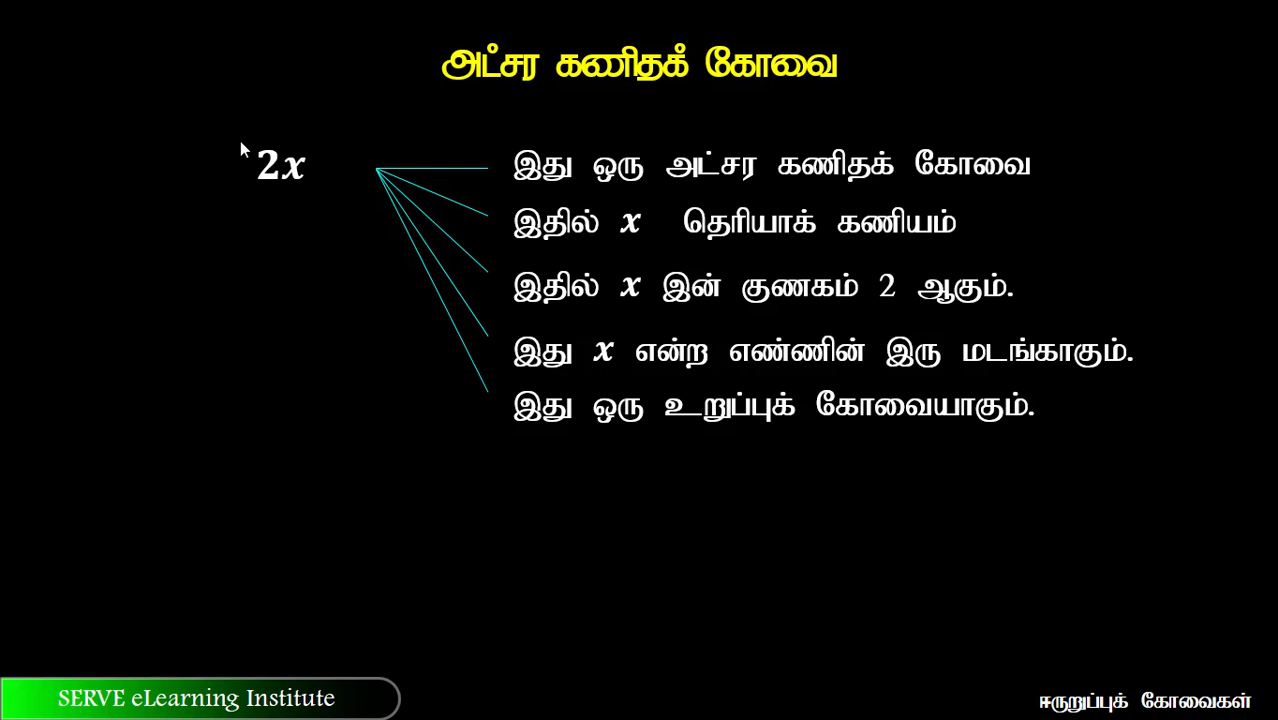 அட்சர கணிதக் கோவை
2x
இது ஒரு அட்சர கணிதக் கோவை
இதில் x தெரியாக் கணியம்
இதில் x இன் குணகம் 2 ஆகும்.
இது x என்ற எண்ணின் இரு மடங்காகும்.
இது ஒரு உறுப்புக் கோவையாகும்.
SERVE eLearning Institute
ஈருறுப்புக் கோவைகள்